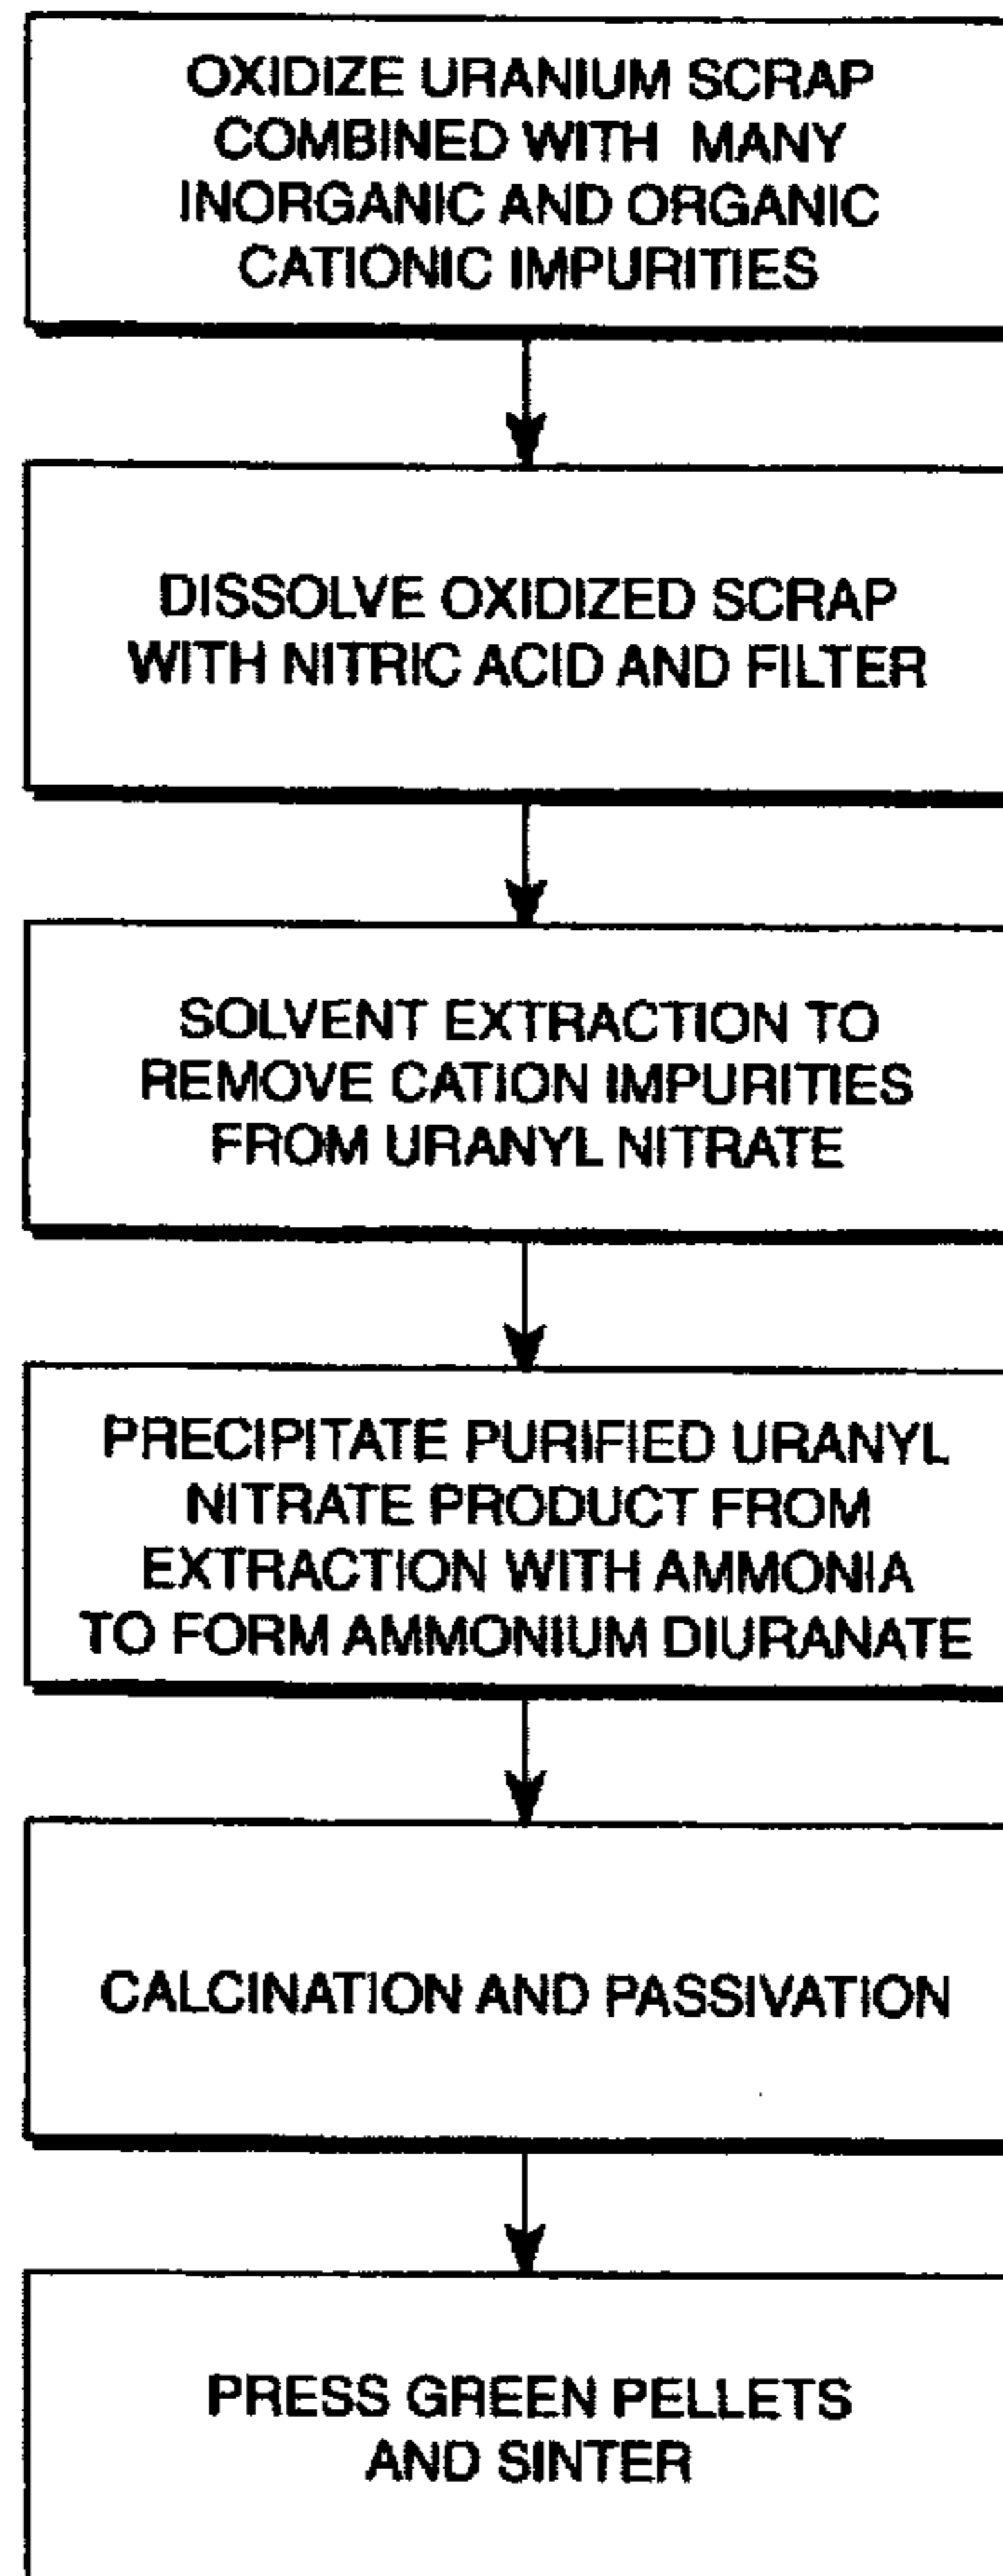 OXIDIZE URANIUM SCRAP
COMBINED WITH MANY
INORGANIC AND ORGANIC
CATIONIC IMPURITIES
DISSOLVE OXIDIZED SCRAP
WITH NITRIC ACID AND FILTER
SOLVENT EXTRACTION TO
REMOVE CATION IMPURITIES
FROM URANYL NITRATE
PRECIPITATE PURIFIED URANYL
NITRATE PRODUCT FROM
EXTRACTION WITH AMMONIA
TO FORM AMMONIUM DIURANATE
CALCINATION AND PASSIVATION
PRESS GREEN PELLETS
AND SINTER